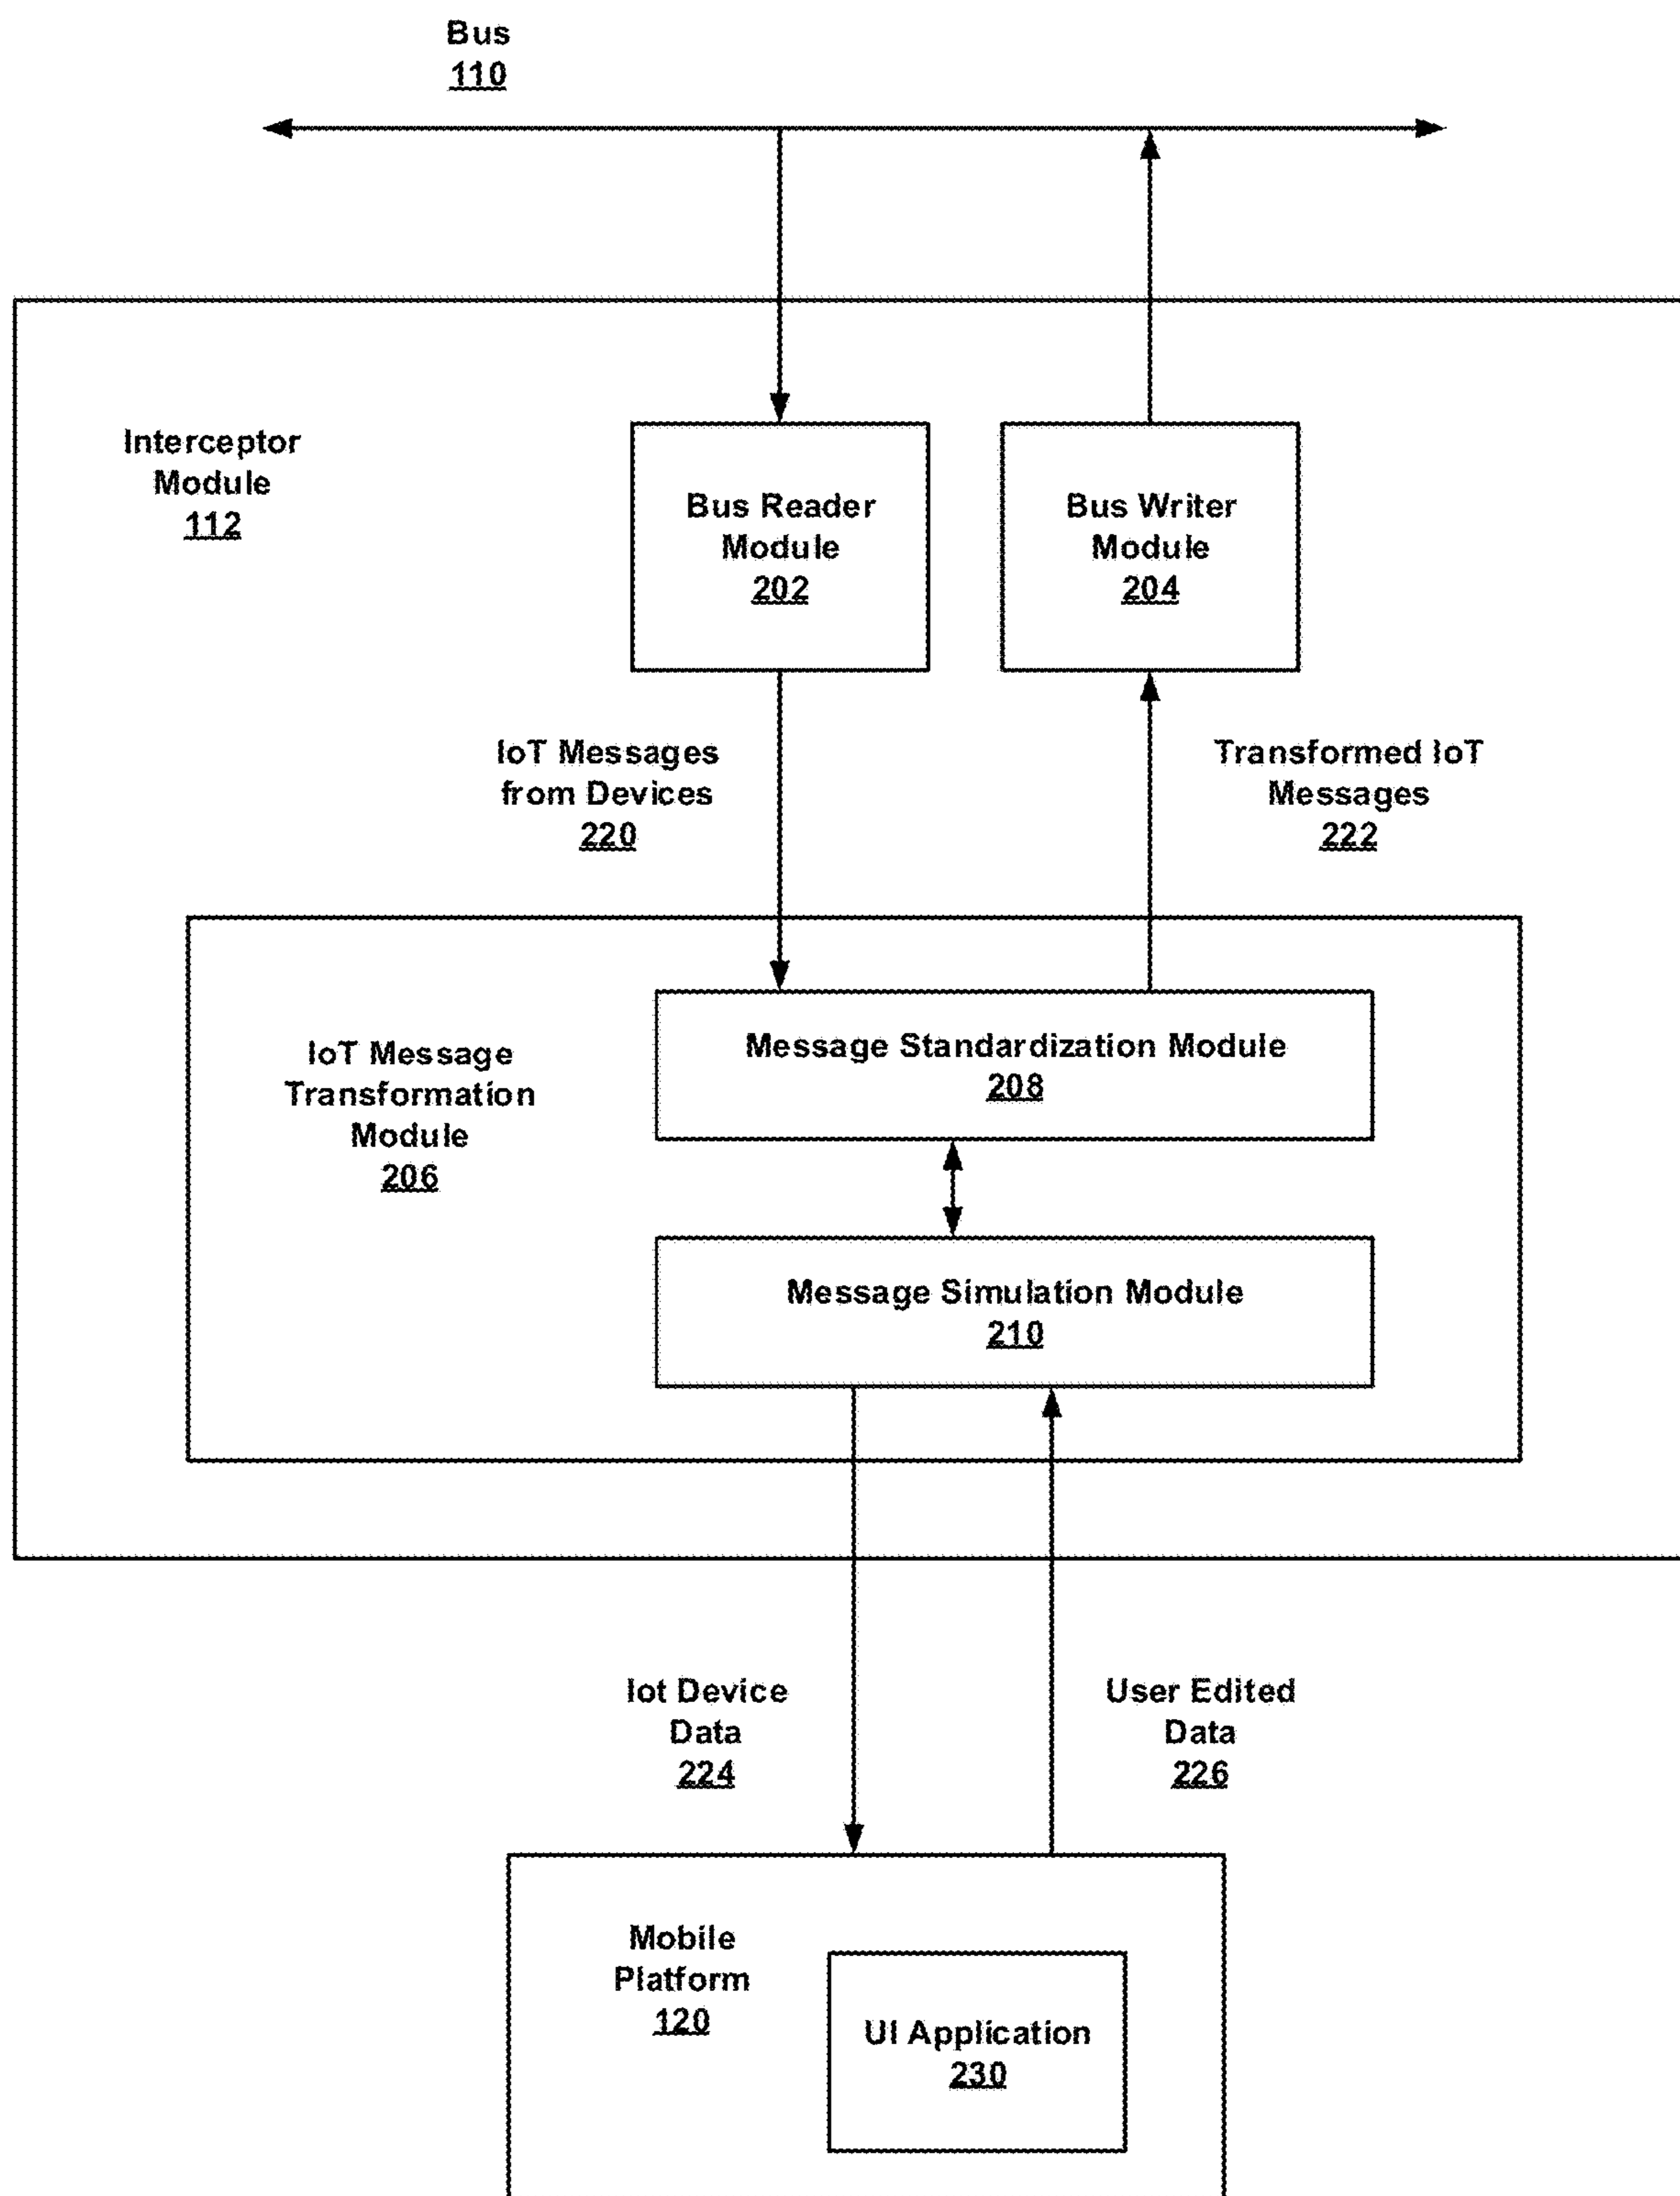 Bus
110
Interceptor
Module
112
Bus Reader
Module
202
Bus Writer
Module
204
IoT Messages
from Devices
220
Transformed IoT
Messages
222
IoT Message
Transformation
Module
206
Message Standardization Module
208
Message Simulation Module
210
Iot Device
Data
224
User Edited
Data
226
Mobile
Platform
120
UI Application
230